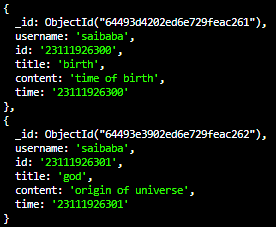 {
_id: ObjectId("64493d4202ed6e729feac261"),
username: 'saibaba',
id: '23111926300',
title: 'birth',
content: 'time of birth',
time: '23111926300'
},
{
_id: ObjectId("64493e3902ed6e729feac262"),
username: 'saibaba',
id: '23111926301',
title: 'god',
content: 'origin of universe',
time: '23111926301'
}